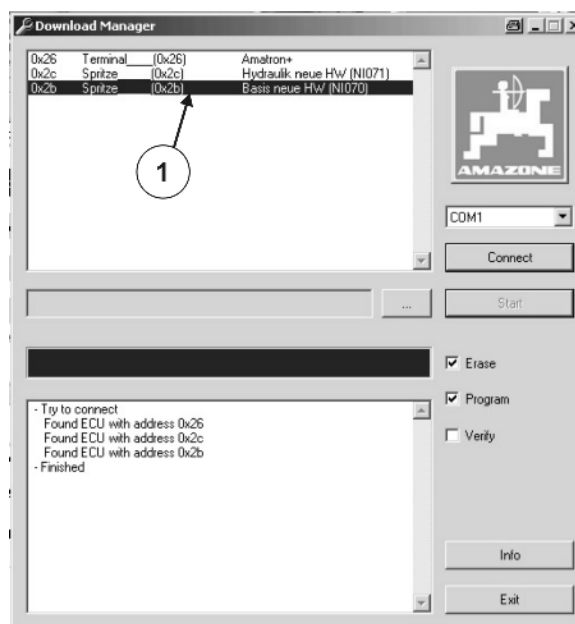 Download Manager
0x26 Terminal____(0x26) Amatron+
0x2c Spritze____(0x2c) Hydraulik neue HW (NI071)
0x2b Spritze____(0x2b) Basis neue HW (NI070)
1
AMAZONE
COM1
Connect
...
Start
Erase
Program
Verify
- Try to connect
Found ECU with address 0x26
Found ECU with address 0x2c
Found ECU with address 0x2b
- Finished
Info
Exit